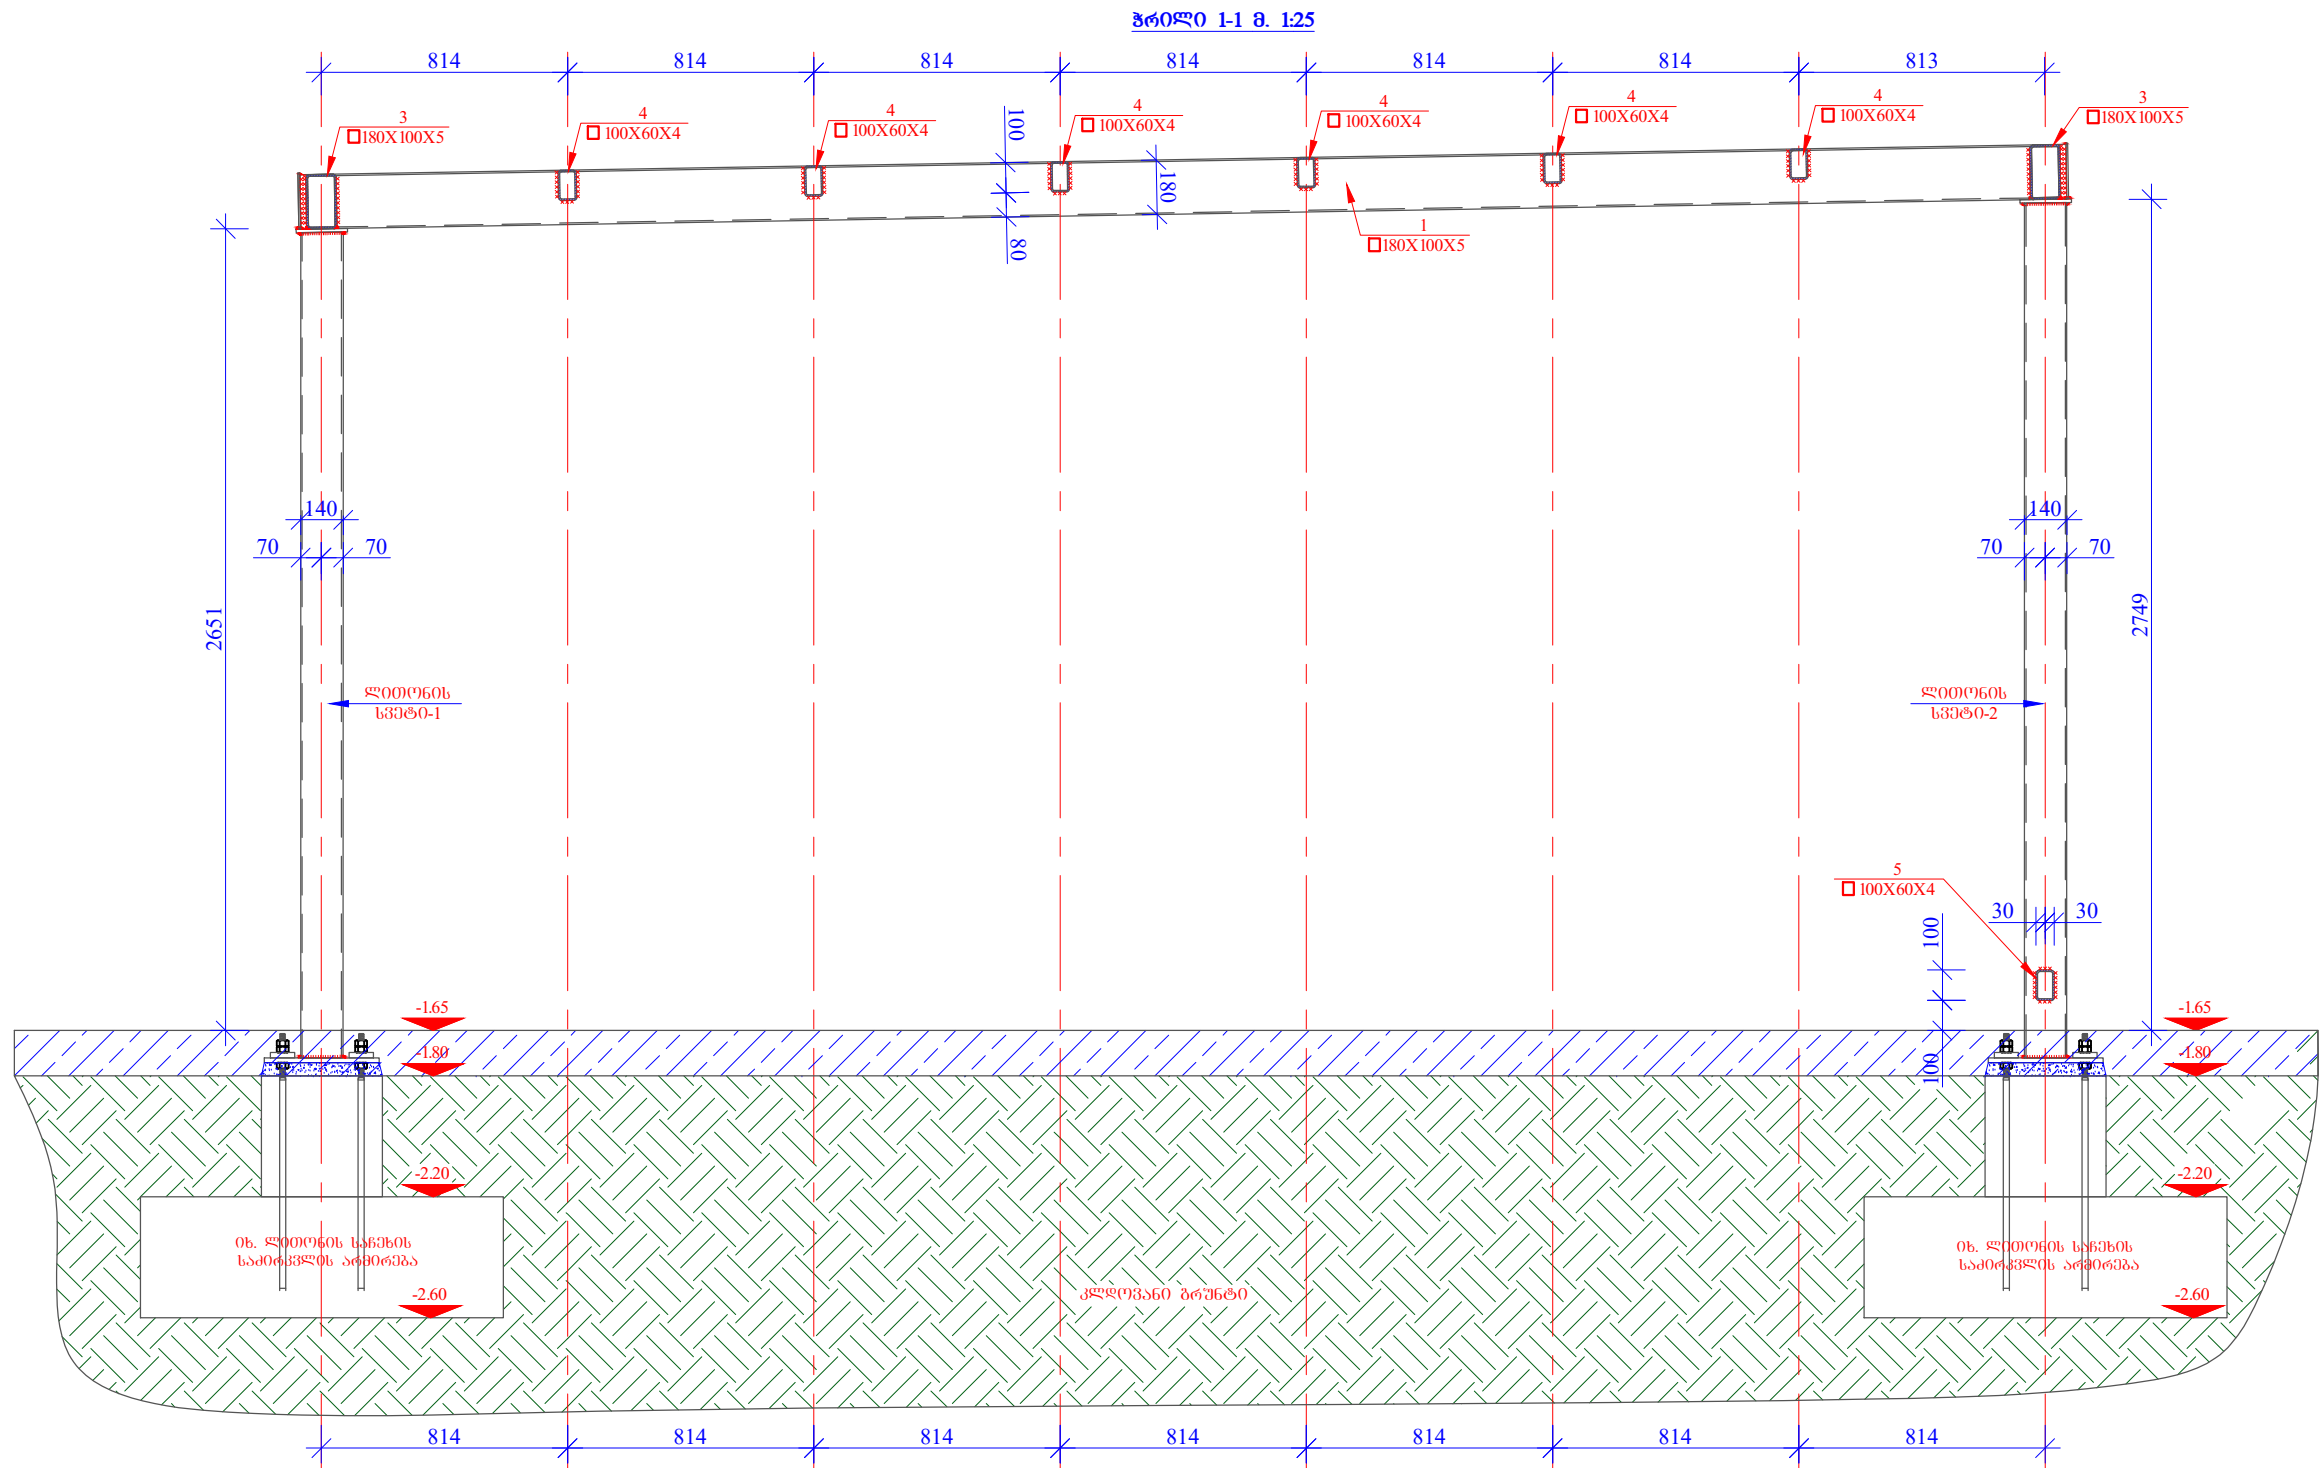 ჭრილი 1-1 მ. 1:25
814 814 814 814 814 814 813
3
180X100X5
4
100X60X4
4
100X60X4
4
100X60X4
4
100X60X4
4
100X60X4
4
100X60X4
3
180X100X5
100
180
80
1
180X100X5
140
70 70
140
70 70
2651
2749
ლითონის
სვეტი-1
ლითონის
სვეტი-2
5
100X60X4
30 30
100
100
-1.65
-1.65
-1.80
-1.80
-2.20
-2.20
იხ. ლითონის საჩეხის
საძირკვლის არმირება
იხ. ლითონის საჩეხის
საძირკვლის არმირება
-2.60
-2.60
კლდოვანი გრუნტი
814 814 814 814 814 814 814